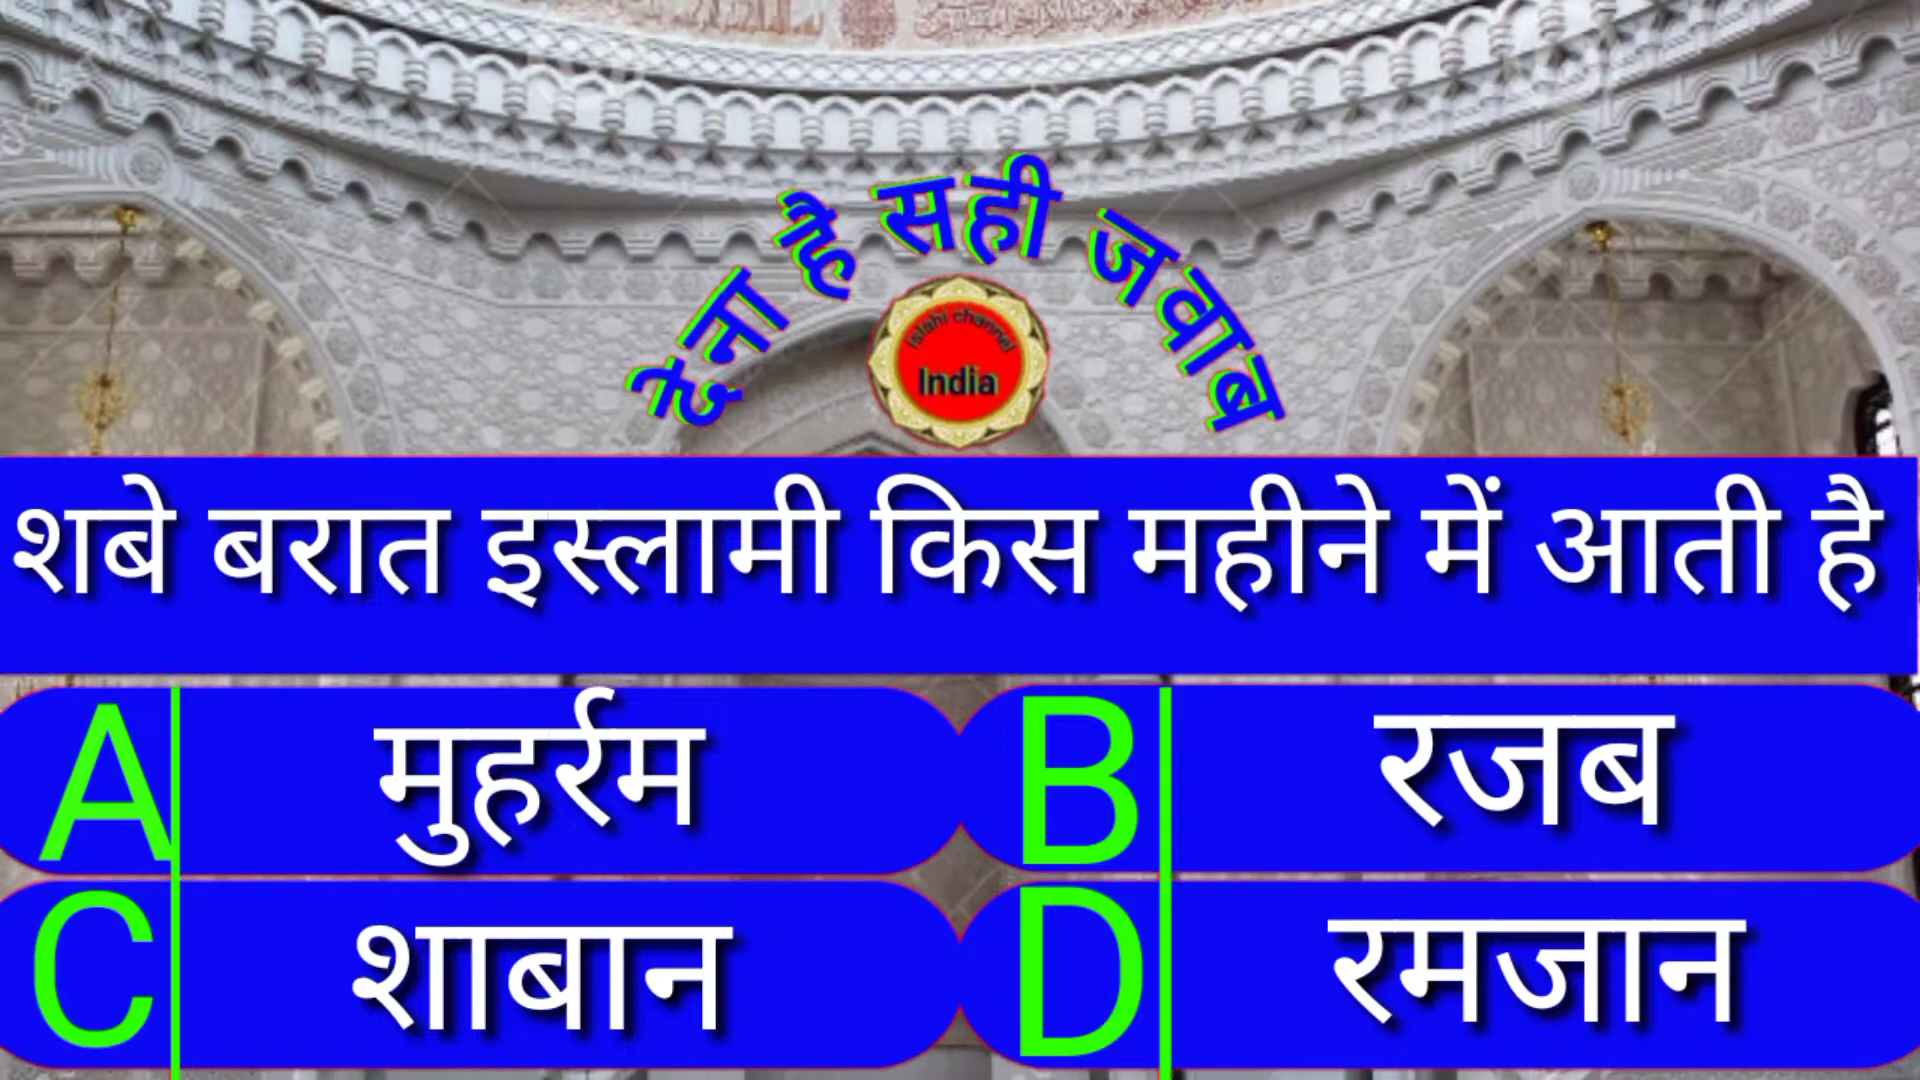 देना है सही जवाब
islahi channel
India
शबे बरात इस्लामी किस महीने में आती है
A मुहर्रम
B रजब
C शाबान
D रमजान